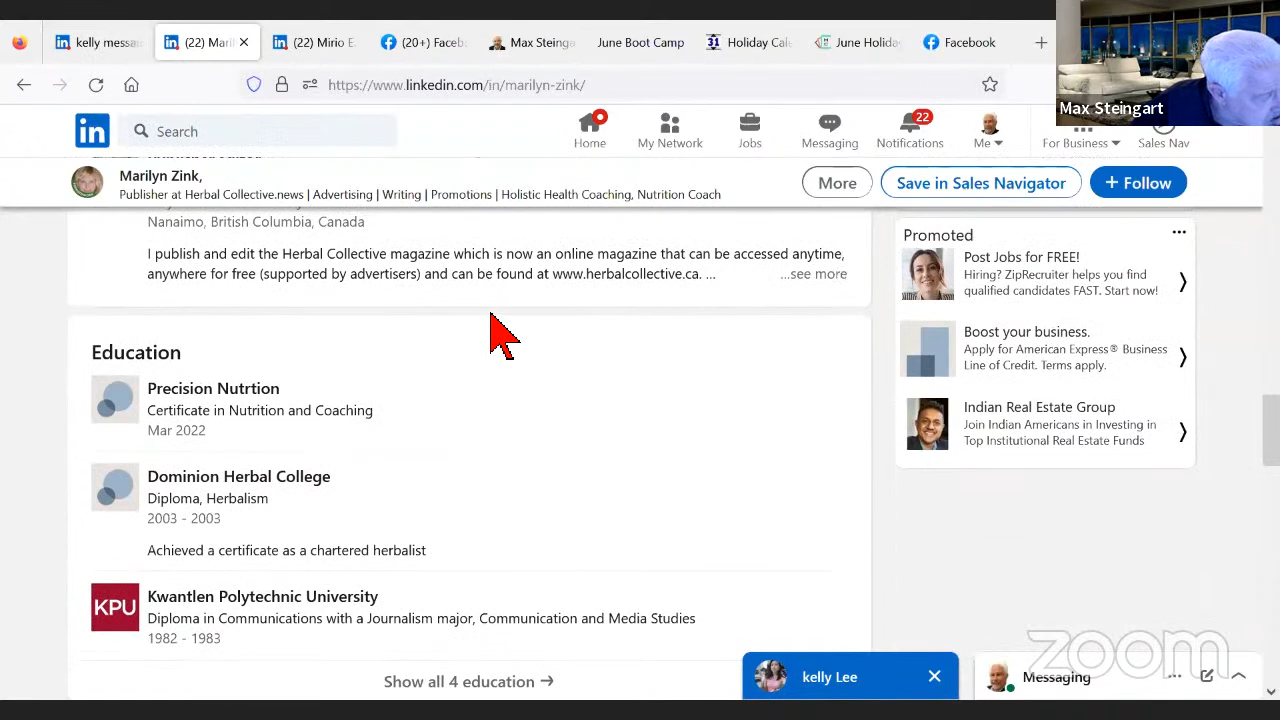 kelly messa
(22) Maril
(22) Mirio E.
(20+) Faceb
Max Steinga
June Boot Camp
31
Holiday Cal
June Holida
Facebook
https://www.linkedin.com/in/marilyn-zink/
Max Steingart
in
Search
Home
My Network
Jobs
Messaging
22
Notifications
Me
For Business
Sales Nav
Marilyn Zink,
Publisher at Herbal Collective.news | Advertising | Writing | Promotions | Holistic Health Coaching, Nutrition Coach
More
Save in Sales Navigator
+ Follow
Nanaimo, British Columbia, Canada
I publish and edit the Herbal Collective magazine which is now an online magazine that can be accessed anytime,
anywhere for free (supported by advertisers) and can be found at www.herbalcollective.ca. ...
...see more
Education
Precision Nutrtion
Certificate in Nutrition and Coaching
Mar 2022
Dominion Herbal College
Diploma, Herbalism
2003 - 2003
Achieved a certificate as a chartered herbalist
KPU
Kwantlen Polytechnic University
Diploma in Communications with a Journalism major, Communication and Media Studies
1982 - 1983
Show all 4 education →
Promoted
Post Jobs for FREE!
Hiring? ZipRecruiter helps you find
qualified candidates FAST. Start now!
Boost your business.
Apply for American Express® Business
Line of Credit. Terms apply.
Indian Real Estate Group
Join Indian Americans in Investing in
Top Institutional Real Estate Funds
kelly Lee
Messaging
zoom